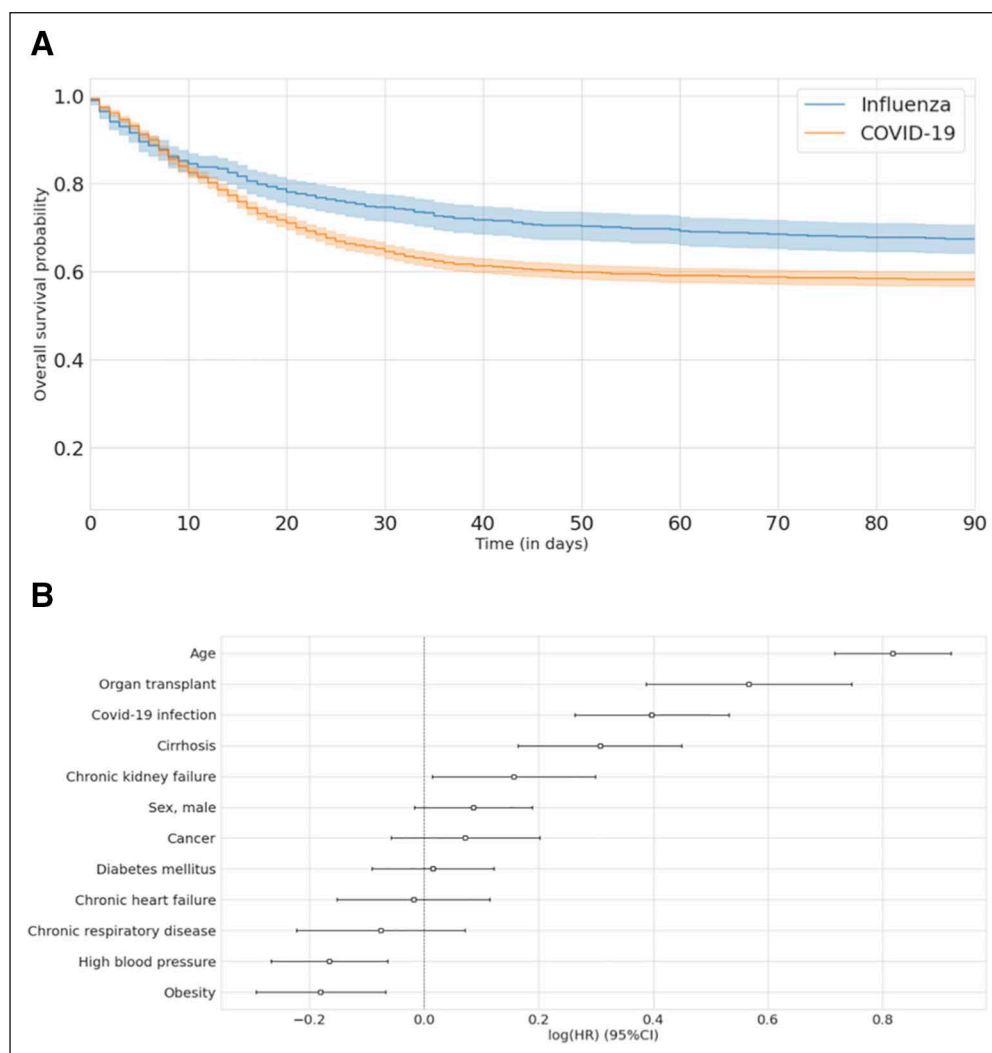 A
1.0
0.8
0.6
0.4
0.2
Overall survival probability
Influenza
COVID-19
0 10 20 30 40 50 60 70 80 90
Time (in days)
B
Age
Organ transplant
Covid-19 infection
Cirrhosis
Chronic kidney failure
Sex, male
Cancer
Diabetes mellitus
Chronic heart failure
Chronic respiratory disease
High blood pressure
Obesity
−0.2 0.0 0.2 0.4 0.6 0.8
log(HR) (95%CI)